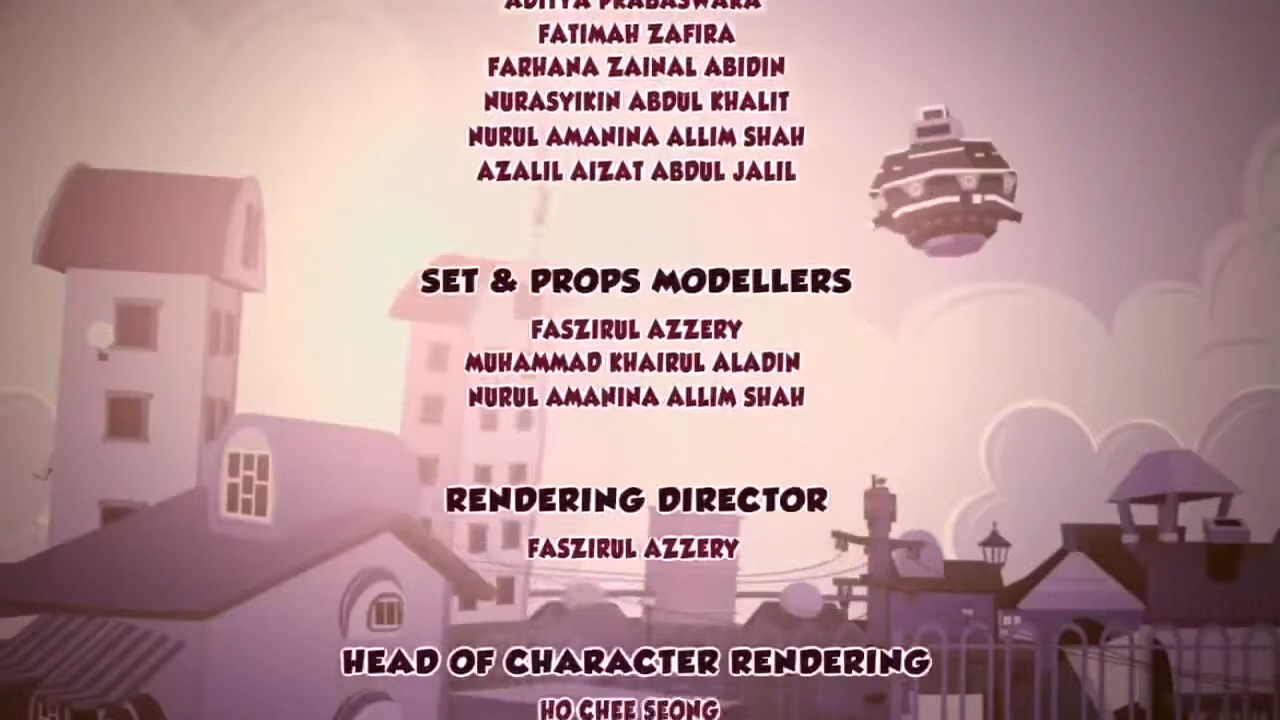 ADITYA PRABASWARA
FATIMAH ZAFIRA
FARHANA ZAINAL ABIDIN
NURASYIKIN ABDUL KHALIT
NURUL AMANINA ALLIM SHAH
AZALIL AIZAT ABDUL JALIL
SET & PROPS MODELLERS
FASZIRUL AZZERY
MUHAMMAD KHAIRUL ALADIN
NURUL AMANINA ALLIM SHAH
RENDERING DIRECTOR
FASZIRUL AZZERY
HEAD OF CHARACTER RENDERING
HO CHEE SEONG